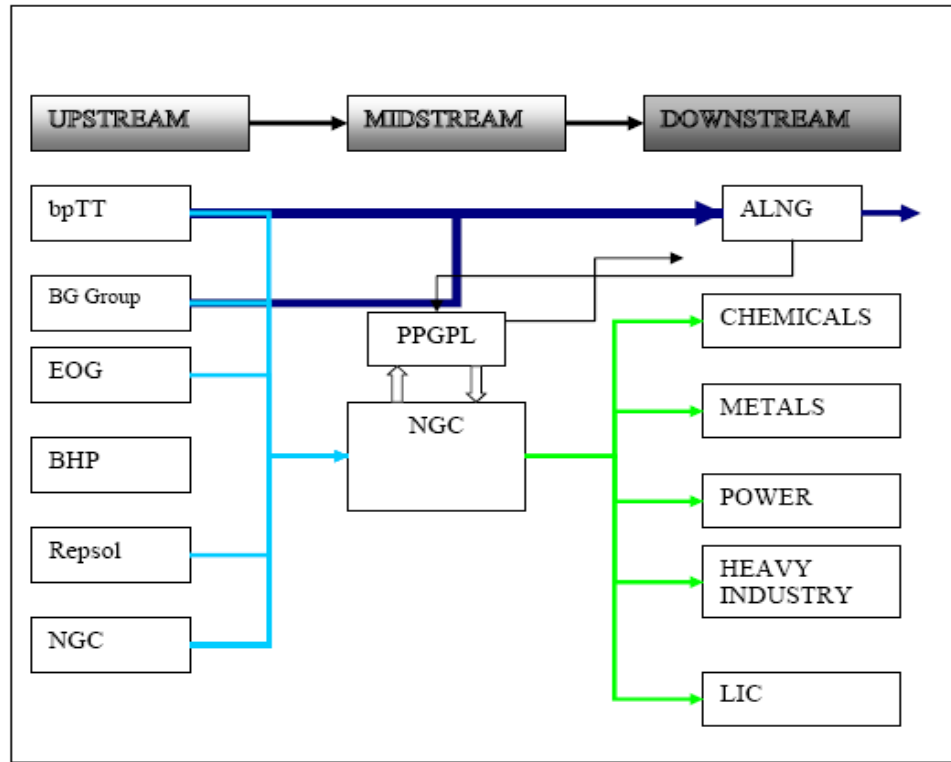 UPSTREAM
MIDSTREAM
DOWNSTREAM
bpTT
ALNG
BG Group
PPGPL
CHEMICALS
EOG
NGC
METALS
BHP
POWER
Repsol
HEAVY
INDUSTRY
NGC
LIC